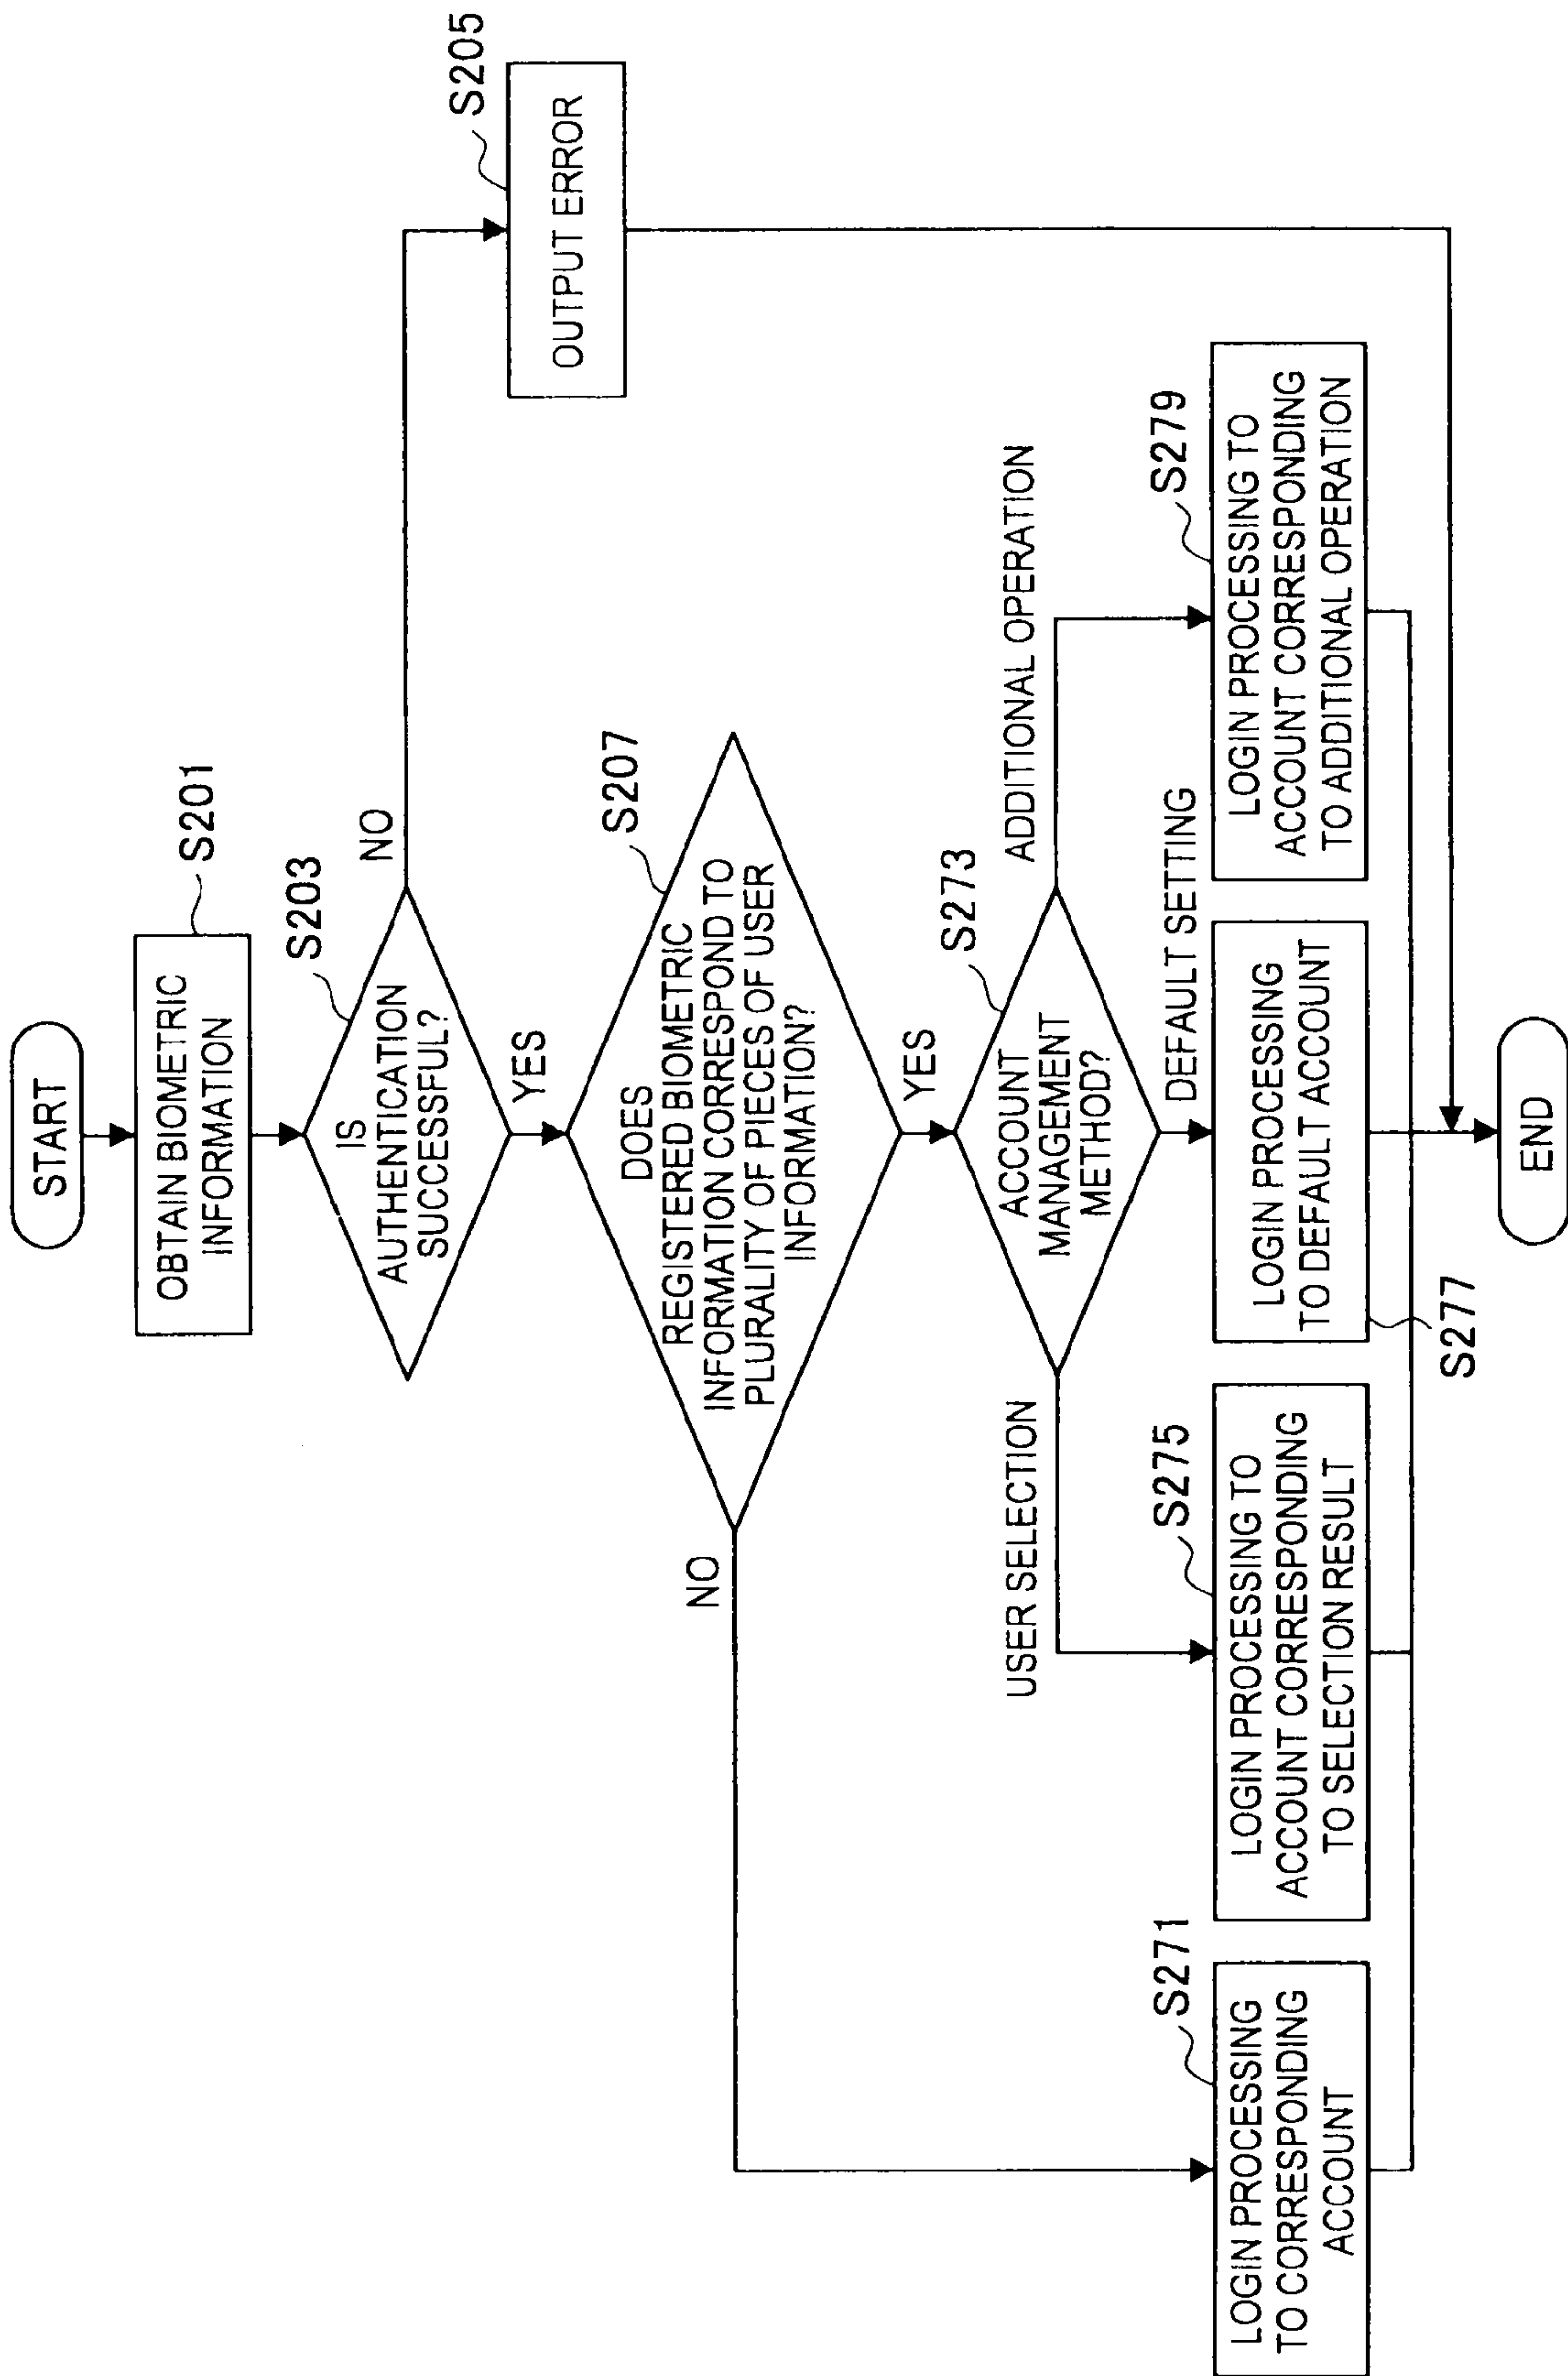 START
S201
OBTAIN BIOMETRIC
INFORMATION
S203
IS
AUTHENTICATION
SUCCESSFUL?
NO
YES
S205
OUTPUT ERROR
S207
DOES
REGISTERED BIOMETRIC
INFORMATION CORRESPOND TO
PLURALITY OF PIECES OF USER
INFORMATION?
NO
YES
S273
ACCOUNT
MANAGEMENT
METHOD?
USER SELECTION
DEFAULT SETTING
ADDITIONAL OPERATION
S271
LOGIN PROCESSING
TO CORRESPONDING
ACCOUNT
S275
LOGIN PROCESSING TO
ACCOUNT CORRESPONDING
TO SELECTION RESULT
LOGIN PROCESSING
TO DEFAULT ACCOUNT
S277
S279
LOGIN PROCESSING TO
ACCOUNT CORRESPONDING
TO ADDITIONAL OPERATION
END